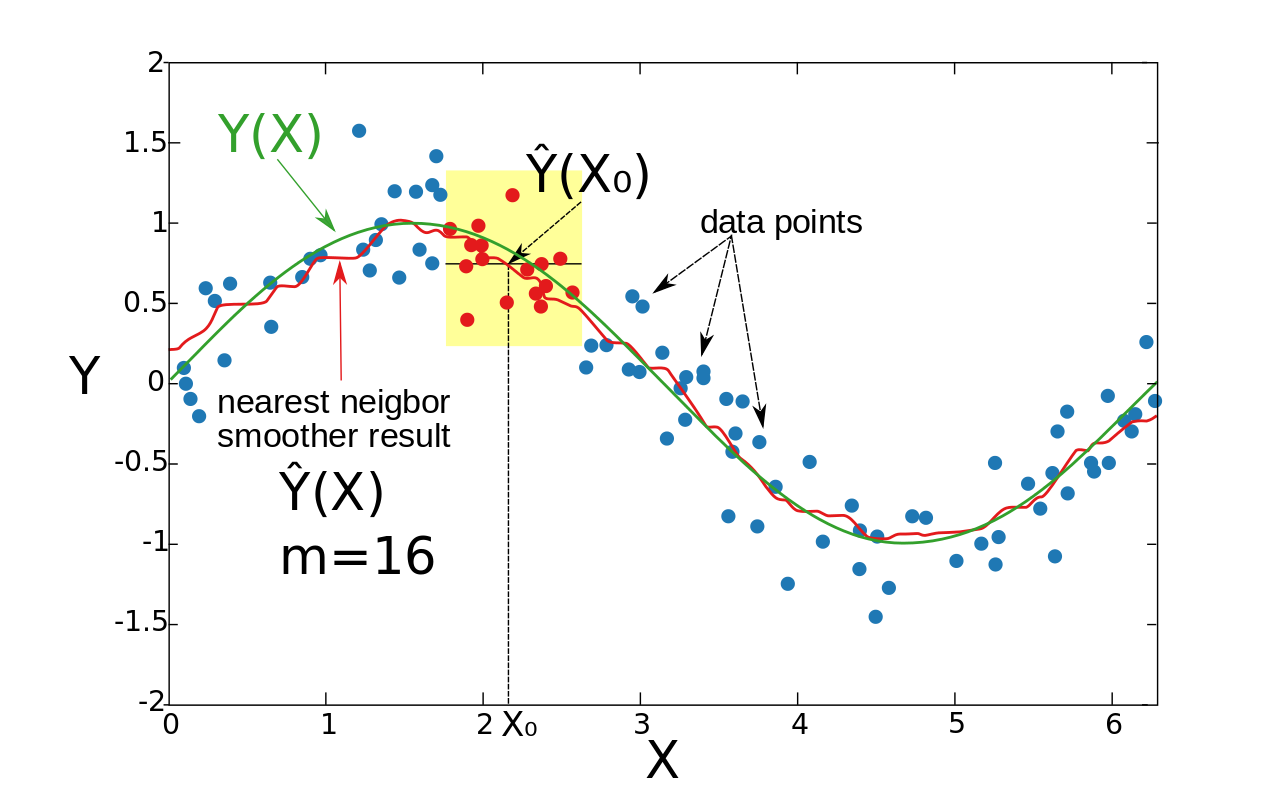 2
1.5
1
0.5
0
-0.5
-1
-1.5
-2
Y
Y(X)
Ŷ(X₀)
data points
nearest neigbor
smoother result
Ŷ(X)
m=16
0 1 2 X₀ 3 4 5 6
X